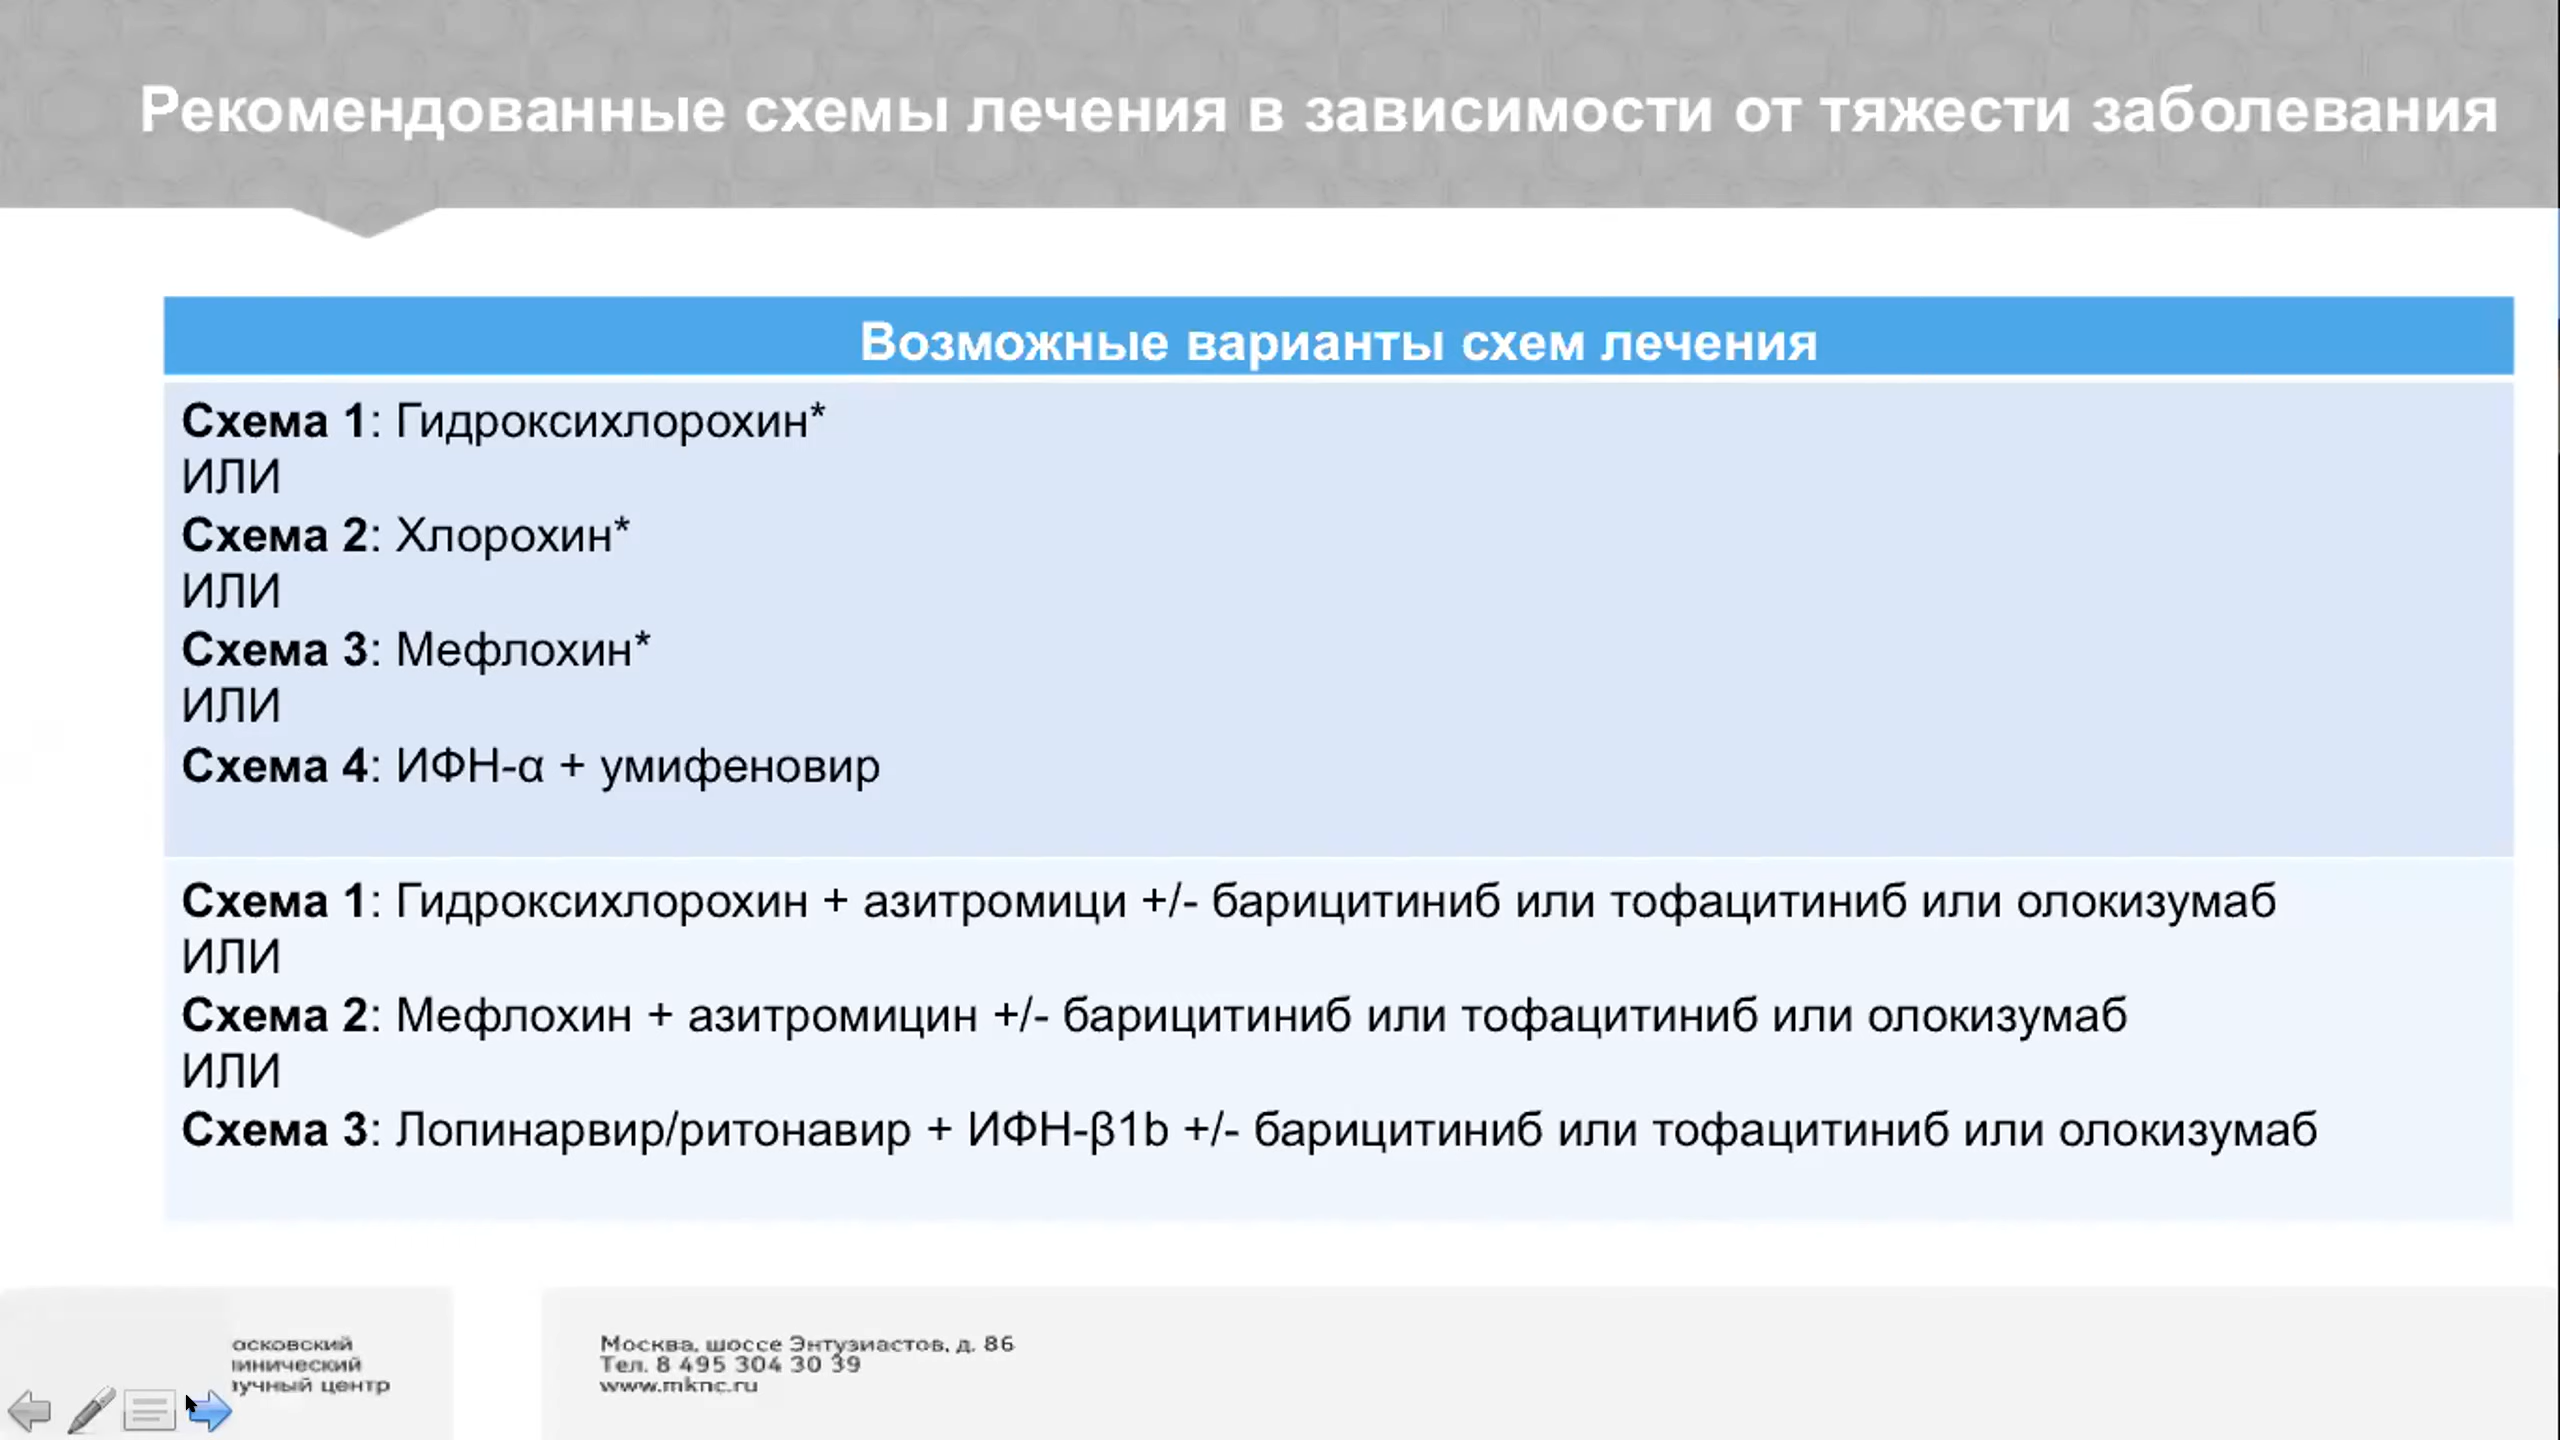 Рекомендованные схемы лечения в зависимости от тяжести заболевания
Возможные варианты схем лечения
Схема 1: Гидроксихлорохин*
ИЛИ
Схема 2: Хлорохин*
ИЛИ
Схема 3: Мефлохин*
ИЛИ
Схема 4: ИФН-α + умифеновир
Схема 1: Гидроксихлорохин + азитромици +/- барицитиниб или тофацитиниб или олокизумаб
ИЛИ
Схема 2: Мефлохин + азитромицин +/- барицитиниб или тофацитиниб или олокизумаб
ИЛИ
Схема 3: Лопинарвир/ритонавир + ИФН-β1b +/- барицитиниб или тофацитиниб или олокизумаб
осковский
линический
аучный центр
Москва, шоссе Энтузиастов, д. 86
Тел. 8 495 304 30 39
www.mknc.ru